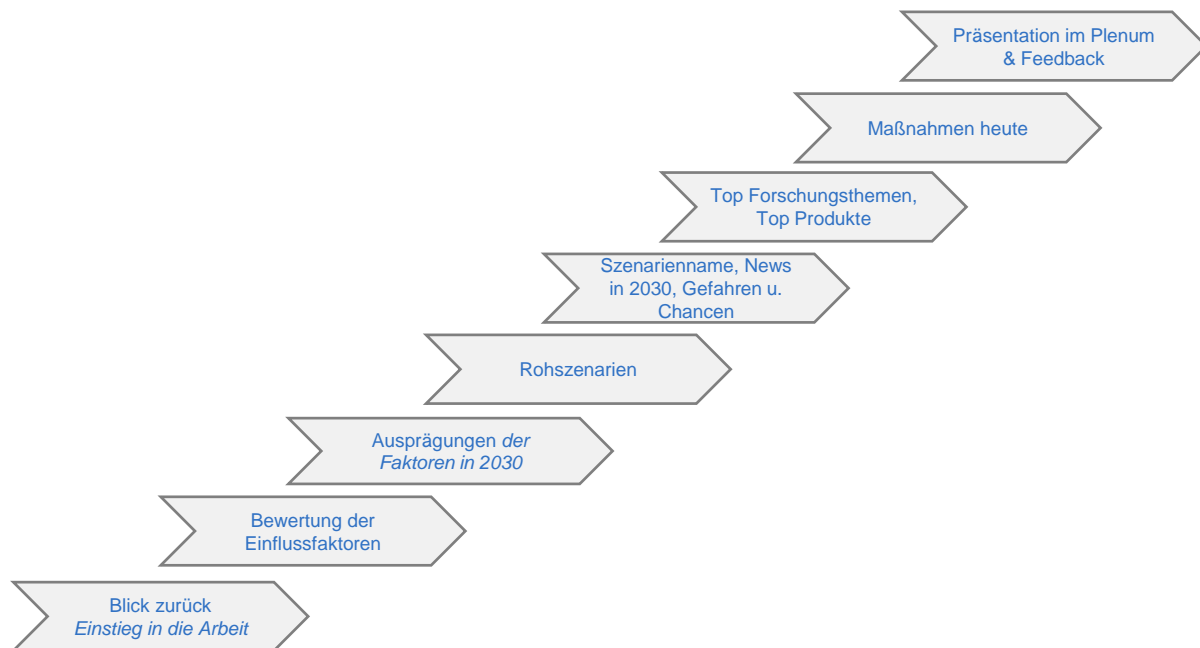 Präsentation im Plenum
& Feedback
Maßnahmen heute
Top Forschungsthemen,
Top Produkte
Szenarienname, News
in 2030, Gefahren u.
Chancen
Rohszenarien
Ausprägungen der
Faktoren in 2030
Bewertung der
Einflussfaktoren
Blick zurück
Einstieg in die Arbeit